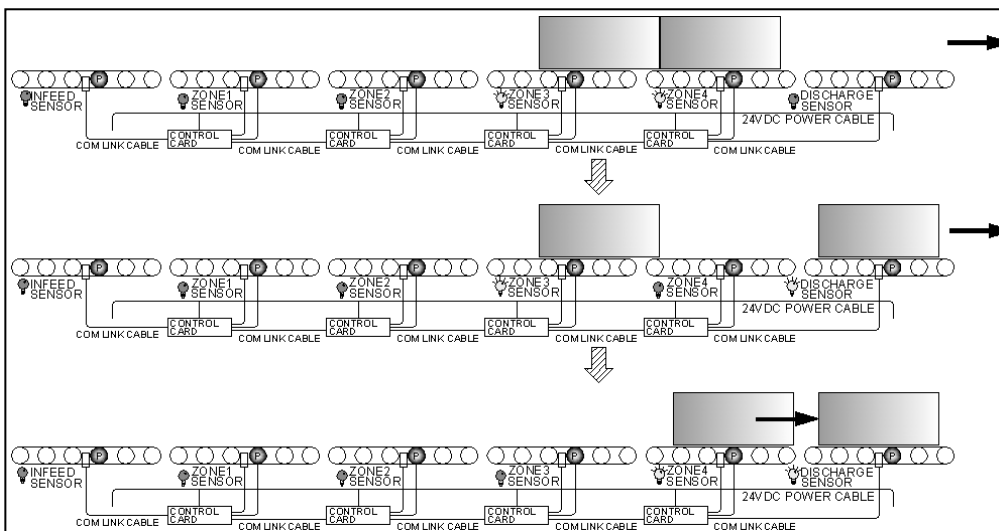 P P P P P P
INFEED SENSOR
ZONE1 SENSOR
ZONE2 SENSOR
ZONE3 SENSOR
ZONE4 SENSOR
DISCHARGE SENSOR
24VDC POWER CABLE
CONTROL CARD
CONTROL CARD
CONTROL CARD
CONTROL CARD
COM LINK CABLE COM LINK CABLE COM LINK CABLE COM LINK CABLE COM LINK CABLE
P P P P P P
INFEED SENSOR
ZONE1 SENSOR
ZONE2 SENSOR
ZONE3 SENSOR
ZONE4 SENSOR
DISCHARGE SENSOR
24VDC POWER CABLE
CONTROL CARD
CONTROL CARD
CONTROL CARD
CONTROL CARD
COM LINK CABLE COM LINK CABLE COM LINK CABLE COM LINK CABLE COM LINK CABLE
P P P P P P
INFEED SENSOR
ZONE1 SENSOR
ZONE2 SENSOR
ZONE3 SENSOR
ZONE4 SENSOR
DISCHARGE SENSOR
24VDC POWER CABLE
CONTROL CARD
CONTROL CARD
CONTROL CARD
CONTROL CARD
COM LINK CABLE COM LINK CABLE COM LINK CABLE COM LINK CABLE COM LINK CABLE